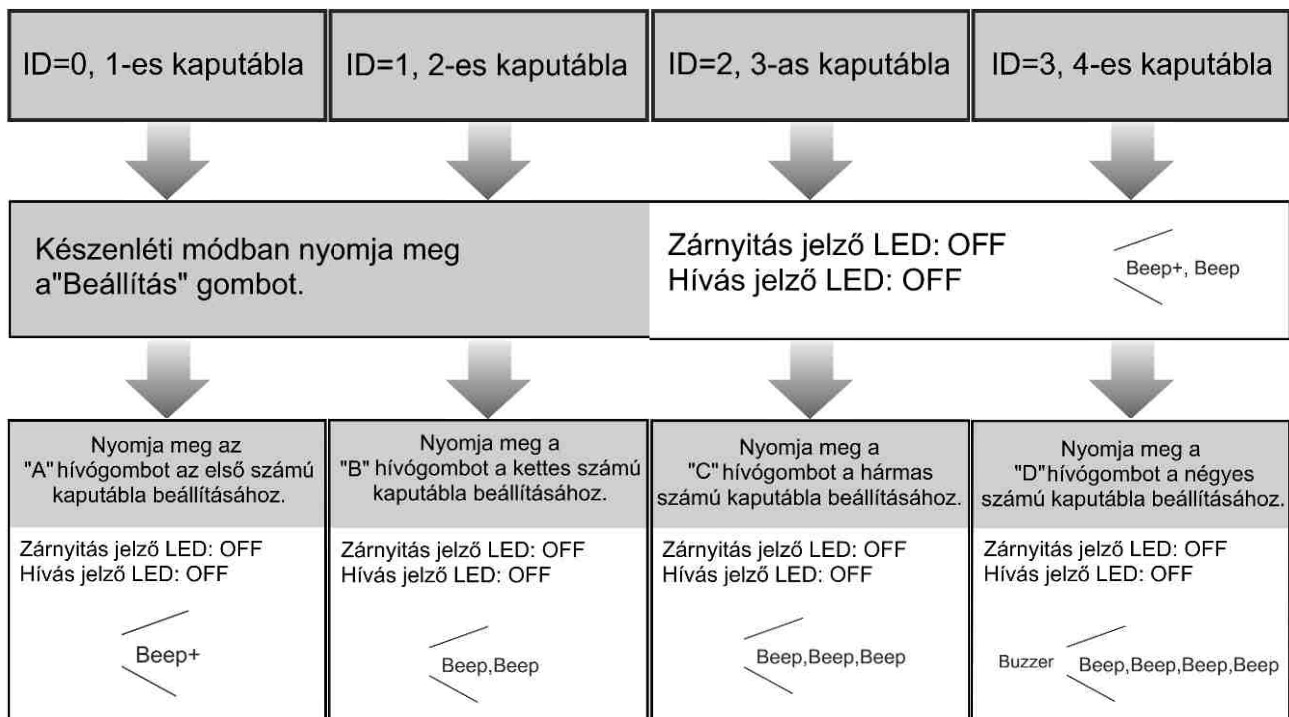 ID=0, 1-es kaputábla
ID=1, 2-es kaputábla
ID=2, 3-as kaputábla
ID=3, 4-es kaputábla
Készenléti módban nyomja meg
a"Beállítás" gombot.
Zárnyitás jelző LED: OFF
Hívás jelző LED: OFF
Beep+, Beep
Nyomja meg az
"A" hívógombot az első számú
kaputábla beállításához.
Zárnyitás jelző LED: OFF
Hívás jelző LED: OFF
Beep+
Nyomja meg a
"B" hívógombot a kettes számú
kaputábla beállításához.
Zárnyitás jelző LED: OFF
Hívás jelző LED: OFF
Beep,Beep
Nyomja meg a
"C" hívógombot a hármas
számú kaputábla beállításához.
Zárnyitás jelző LED: OFF
Hívás jelző LED: OFF
Beep,Beep,Beep
Nyomja meg a
"D"hívógombot a négyes
számú kaputábla beállításához.
Zárnyitás jelző LED: OFF
Hívás jelző LED: OFF
Buzzer Beep,Beep,Beep,Beep